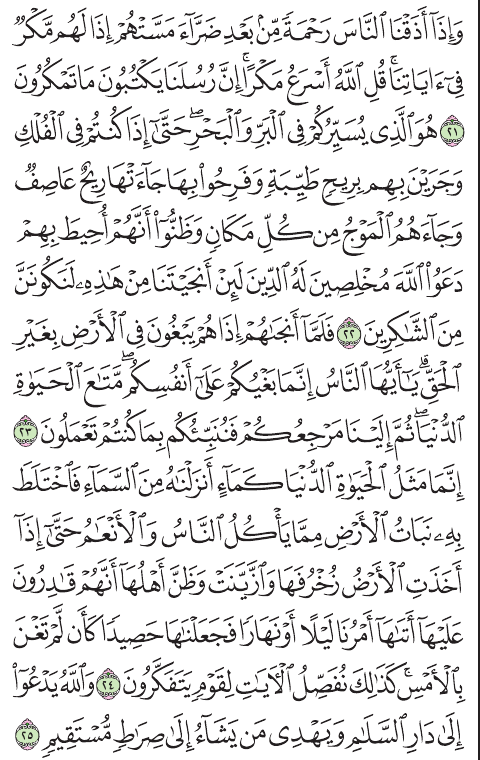 وَإِذَآ أَذَقْنَا ٱلنَّاسَ رَحْمَةً مِّنۢ بَعْدِ ضَرَّآءَ مَسَّتْهُمْ إِذَا لَهُم مَّكْرٌ
فِىٓ ءَايَاتِنَا ۚ قُلِ ٱللَّهُ أَسْرَعُ مَكْرًا ۚ إِنَّ رُسُلَنَا يَكْتُبُونَ مَا تَمْكُرُونَ
٢١ هُوَ ٱلَّذِى يُسَيِّرُكُمْ فِى ٱلْبَرِّ وَٱلْبَحْرِ ۖ حَتَّىٰٓ إِذَا كُنتُمْ فِى ٱلْفُلْكِ
وَجَرَيْنَ بِهِم بِرِيحٍ طَيِّبَةٍ وَفَرِحُوا۟ بِهَا جَآءَتْهَا رِيحٌ عَاصِفٌ
وَجَآءَهُمُ ٱلْمَوْجُ مِن كُلِّ مَكَانٍ وَظَنُّوٓا۟ أَنَّهُمْ أُحِيطَ بِهِمْ
دَعَوُا۟ ٱللَّهَ مُخْلِصِينَ لَهُ ٱلدِّينَ لَئِنْ أَنجَيْتَنَا مِنْ هَـٰذِهِۦ لَنَكُونَنَّ
مِنَ ٱلشَّـٰكِرِينَ ٢٢ فَلَمَّآ أَنجَىٰهُمْ إِذَا هُمْ يَبْغُونَ فِى ٱلْأَرْضِ بِغَيْرِ
ٱلْحَقِّ ۗ يَـٰٓأَيُّهَا ٱلنَّاسُ إِنَّمَا بَغْيُكُمْ عَلَىٰٓ أَنفُسِكُم ۖ مَّتَـٰعَ ٱلْحَيَوٰةِ
ٱلدُّنْيَا ۖ ثُمَّ إِلَيْنَا مَرْجِعُكُمْ فَنُنَبِّئُكُم بِمَا كُنتُمْ تَعْمَلُونَ ٢٣
إِنَّمَا مَثَلُ ٱلْحَيَوٰةِ ٱلدُّنْيَا كَمَآءٍ أَنزَلْنَـٰهُ مِنَ ٱلسَّمَآءِ فَٱخْتَلَطَ
بِهِۦ نَبَاتُ ٱلْأَرْضِ مِمَّا يَأْكُلُ ٱلنَّاسُ وَٱلْأَنْعَـٰمُ حَتَّىٰٓ إِذَآ
أَخَذَتِ ٱلْأَرْضُ زُخْرُفَهَا وَٱزَّيَّنَتْ وَظَنَّ أَهْلُهَآ أَنَّهُمْ قَـٰدِرُونَ
عَلَيْهَآ أَتَىٰهَآ أَمْرُنَا لَيْلًا أَوْ نَهَارًا فَجَعَلْنَـٰهَا حَصِيدًا كَأَن لَّمْ تَغْنَ
بِٱلْأَمْسِ ۚ كَذَٰلِكَ نُفَصِّلُ ٱلْـَٔايَـٰتِ لِقَوْمٍ يَتَفَكَّرُونَ ٢٤ وَٱللَّهُ يَدْعُوٓا۟
إِلَىٰ دَارِ ٱلسَّلَـٰمِ وَيَهْدِى مَن يَشَآءُ إِلَىٰ صِرَٰطٍ مُّسْتَقِيمٍ ٢٥